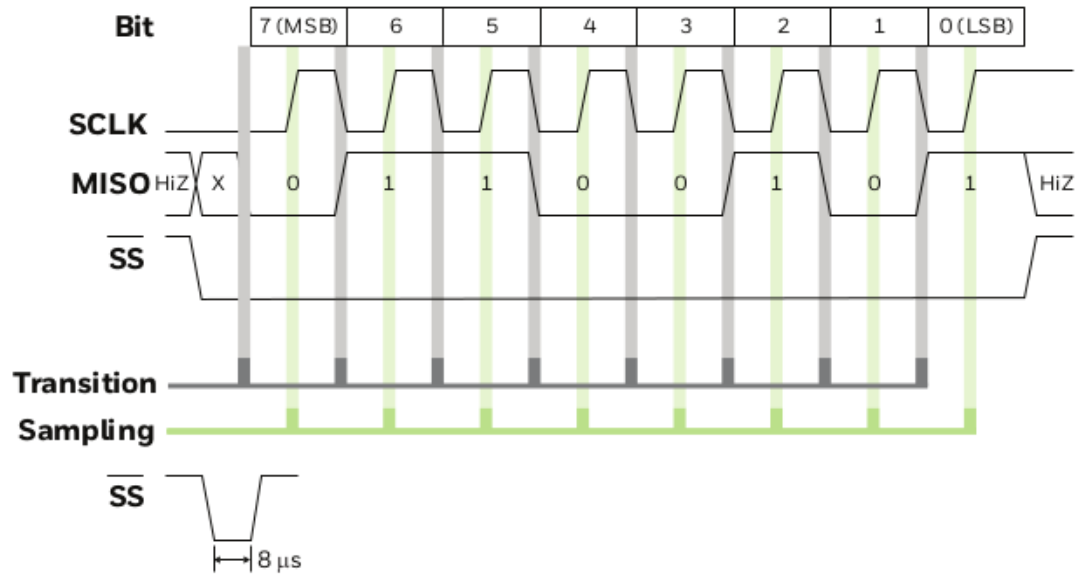 Bit 7 (MSB) 6 5 4 3 2 1 0 (LSB)
SCLK
MISO HiZ X 0 1 1 0 0 1 0 1 HiZ
SS
Transition
Sampling
SS
8 μs